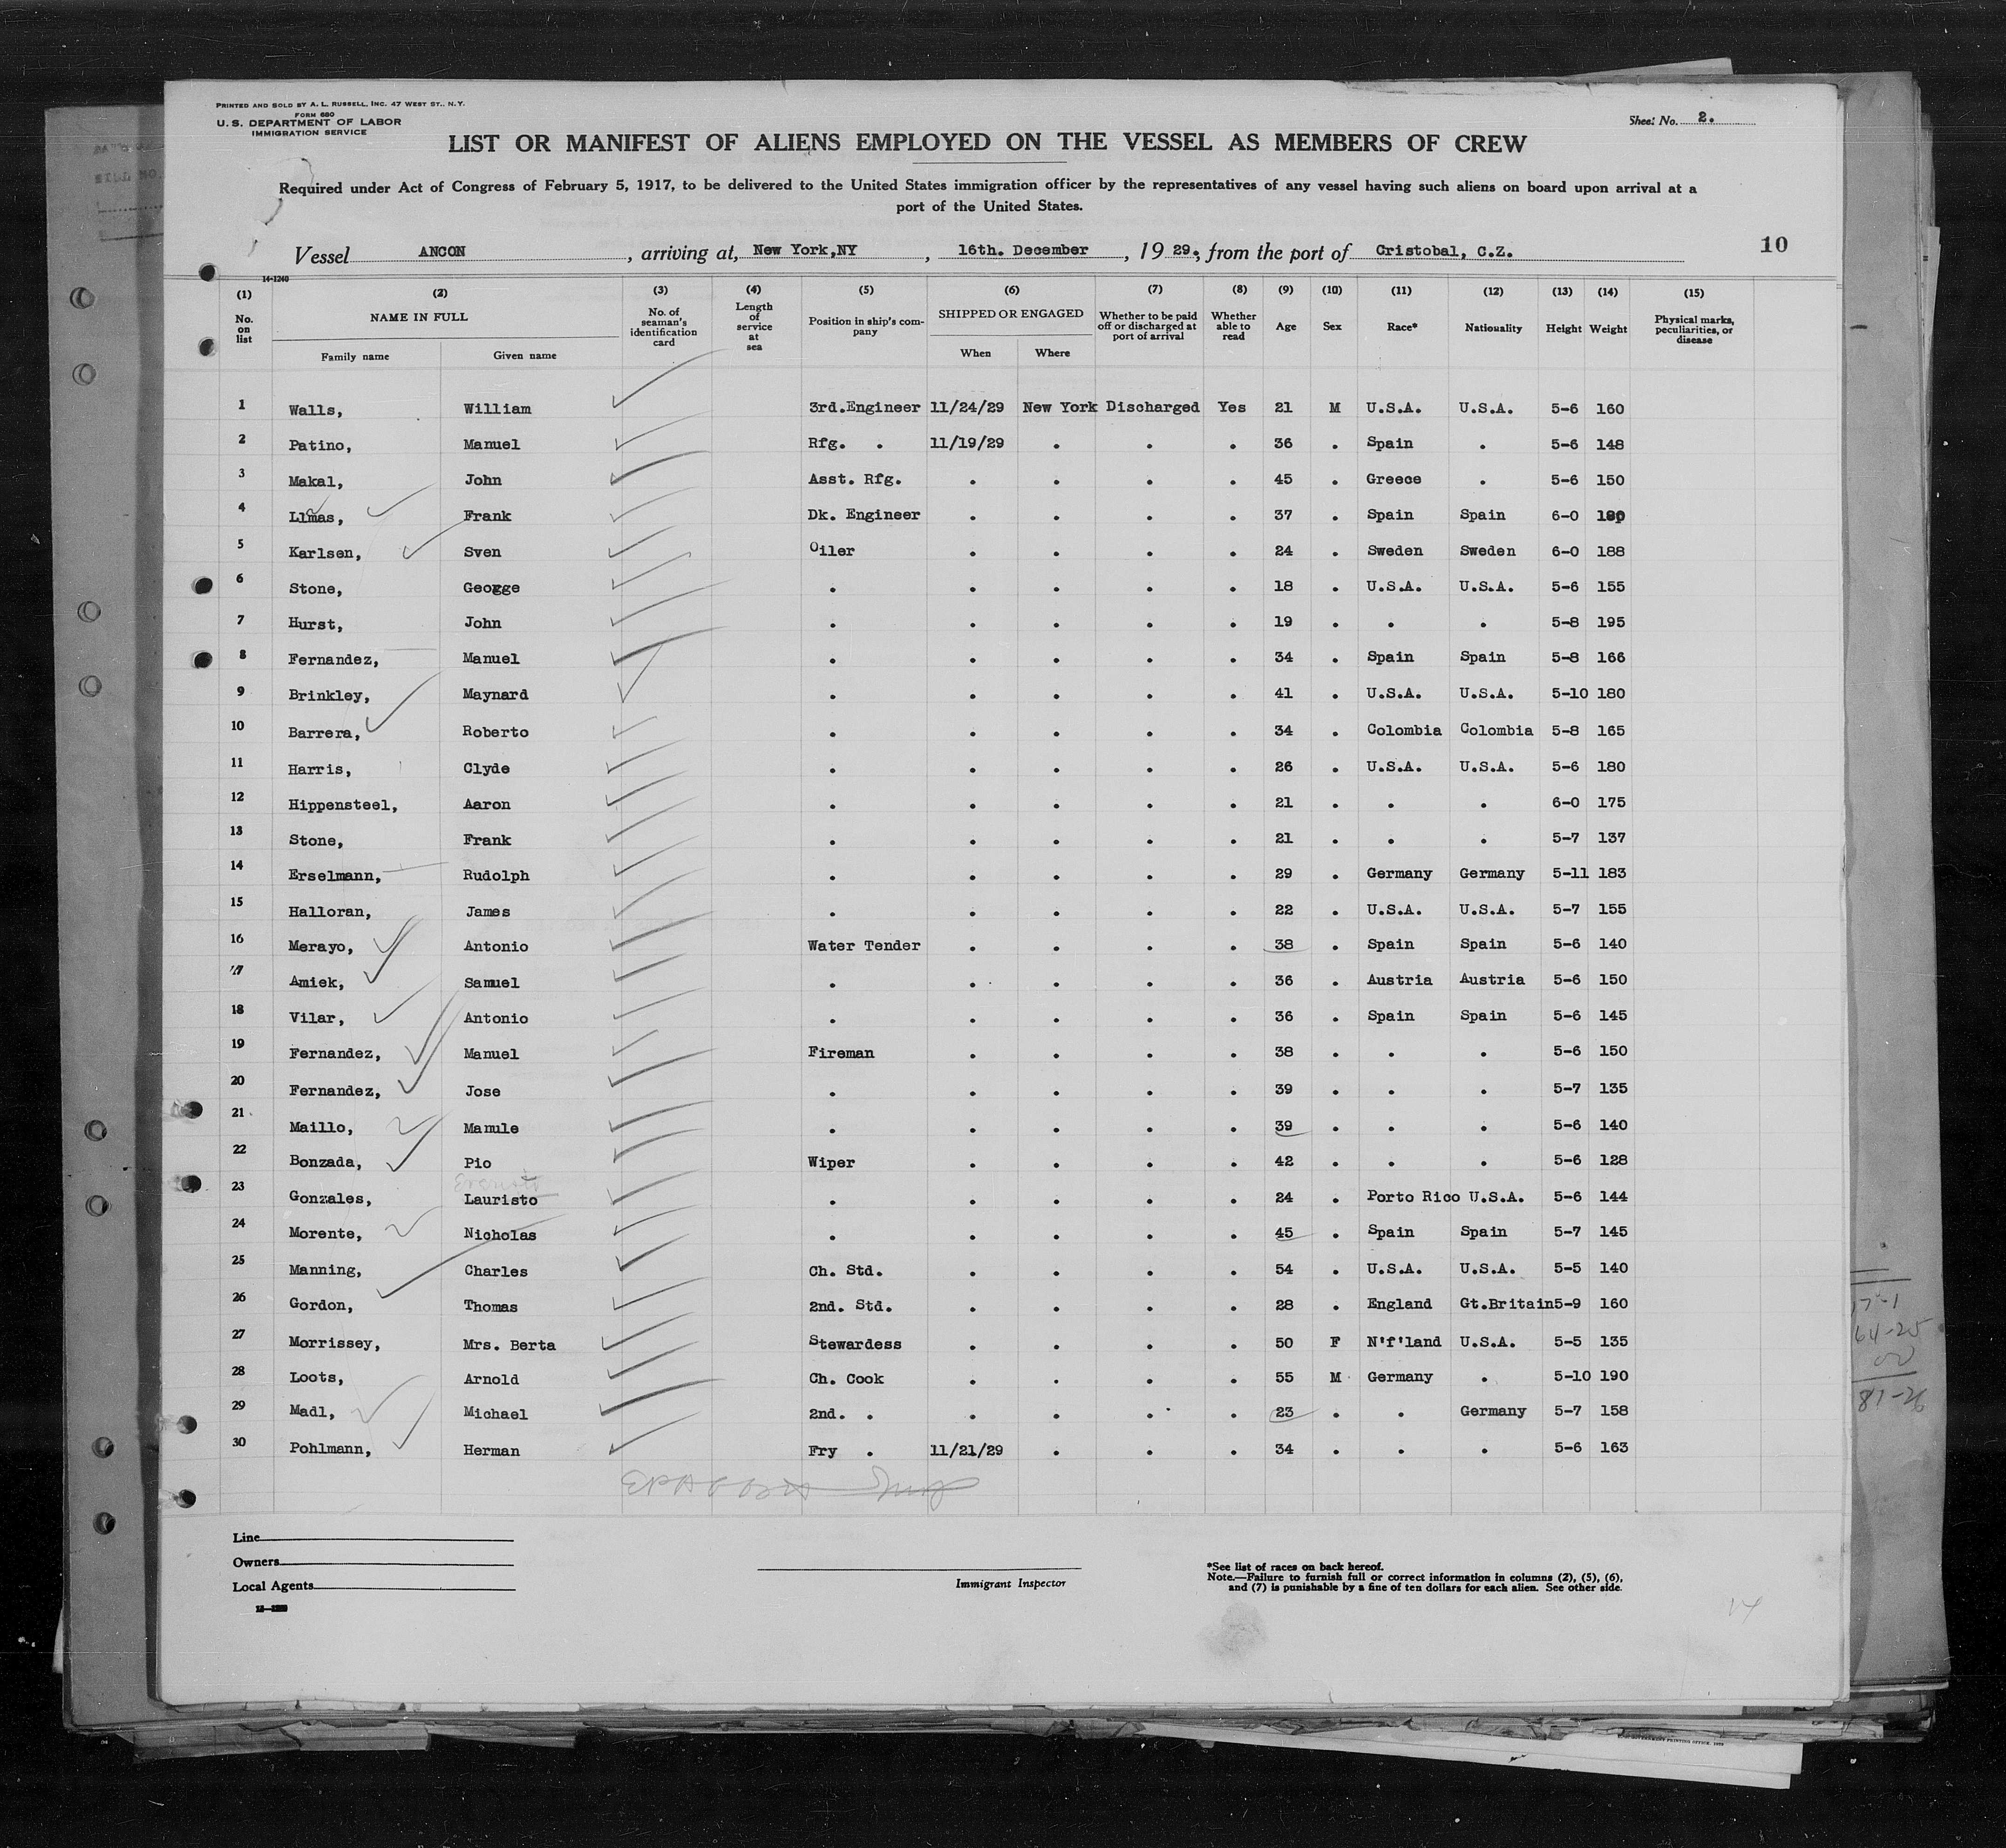 PRINTED AND SOLD BY A. L. RUSSELL, INC. 47 WEST ST., N.Y.
FORM 680
U. S. DEPARTMENT OF LABOR
IMMIGRATION SERVICE
Sheet No. 2.
LIST OR MANIFEST OF ALIENS EMPLOYED ON THE VESSEL AS MEMBERS OF CREW
Required under Act of Congress of February 5, 1917, to be delivered to the United States immigration officer by the representatives of any vessel having such aliens on board upon arrival at a
port of the United States.
Vessel ANCON, arriving at, New York,NY, 16th. December, 19 29., from the port of Cristobal, C.Z.
10
14-1240
(1) (2) (3) (4) (5) (6) (7) (8) (9) (10) (11) (12) (13) (14) (15)
No. on list NAME IN FULL No. of seaman's identification card Length of service at sea Position in ship's company SHIPPED OR ENGAGED Whether to be paid off or discharged at port of arrival Whether able to read Age Sex Race* Nationality Height Weight Physical marks, peculiarities, or disease
Family name Given name When Where
1 Walls, William 3rd.Engineer 11/24/29 New York Discharged Yes 21 M U.S.A. U.S.A. 5-6 160
2 Patino, Manuel Rfg. . 11/19/29 . . . 36 . Spain . 5-6 148
3 Makal, John Asst. Rfg. . . . . 45 . Greece . 5-6 150
4 Llmas, Frank Dk. Engineer . . . . 37 . Spain Spain 6-0
5 Karlsen, Sven Oiler . . . . 24 . Sweden Sweden 6-0 188
6 Stone, Geogge . . . . . 18 . U.S.A. U.S.A. 5-6 155
7 Hurst, John . . . . . 19 . . . 5-8 195
8 Fernandez, Manuel . . . . . 34 . Spain Spain 5-8 166
9 Brinkley, Maynard . . . . . 41 . U.S.A. U.S.A. 5-10 180
10 Barrera, Roberto . . . . . 34 . Colombia Colombia 5-8 165
11 Harris, Clyde . . . . . 26 . U.S.A. U.S.A. 5-6 180
12 Hippensteel, Aaron . . . . . 21 . . . 6-0 175
13 Stone, Frank . . . . . 21 . . . 5-7 137
14 Erselmann, Rudolph . . . . . 29 . Germany Germany 5-11 183
15 Halloran, James . . . . . 22 . U.S.A. U.S.A. 5-7 155
16 Merayo, Antonio Water Tender . . . . 38 . Spain Spain 5-6 140
17 Amiek, Samuel . . . . . 36 . Austria Austria 5-6 150
18 Vilar, Antonio . . . . . 36 . Spain Spain 5-6 145
19 Fernandez, Manuel Fireman . . . . 38 . . . 5-6 150
20 Fernandez, Jose . . . . . 39 . . . 5-7 135
21 Maillo, Manule . . . . . 39 . . . 5-6 140
22 Bonzada, Pio Wiper . . . . 42 . . . 5-6 128
23 Gonzales, Lauristo . . . . . 24 . Porto Rico U.S.A. 5-6 144
24 Morente, Nicholas . . . . . 45 . Spain Spain 5-7 145
25 Manning, Charles Ch. Std. . . . . 54 . U.S.A. U.S.A. 5-5 140
26 Gordon, Thomas 2nd. Std. . . . . 28 . England Gt.Britain 5-9 160
27 Morrissey, Mrs. Berta Stewardess . . . . 50 F N'f'land U.S.A. 5-5 135
28 Loots, Arnold Ch. Cook . . . . 55 M Germany . 5-10 190
29 Madl, Michael 2nd. . . . . . 23 . . Germany 5-7 158
30 Pohlmann, Herman Fry . 11/21/29 . . . 34 . . . 5-6 163
Line
Owners
Local Agents
Immigrant Inspector
*See list of races on back hereof.
Note.—Failure to furnish full or correct information in columns (2), (5), (6),
and (7) is punishable by a fine of ten dollars for each alien. See other side.
17-1
64-25
00
81-26